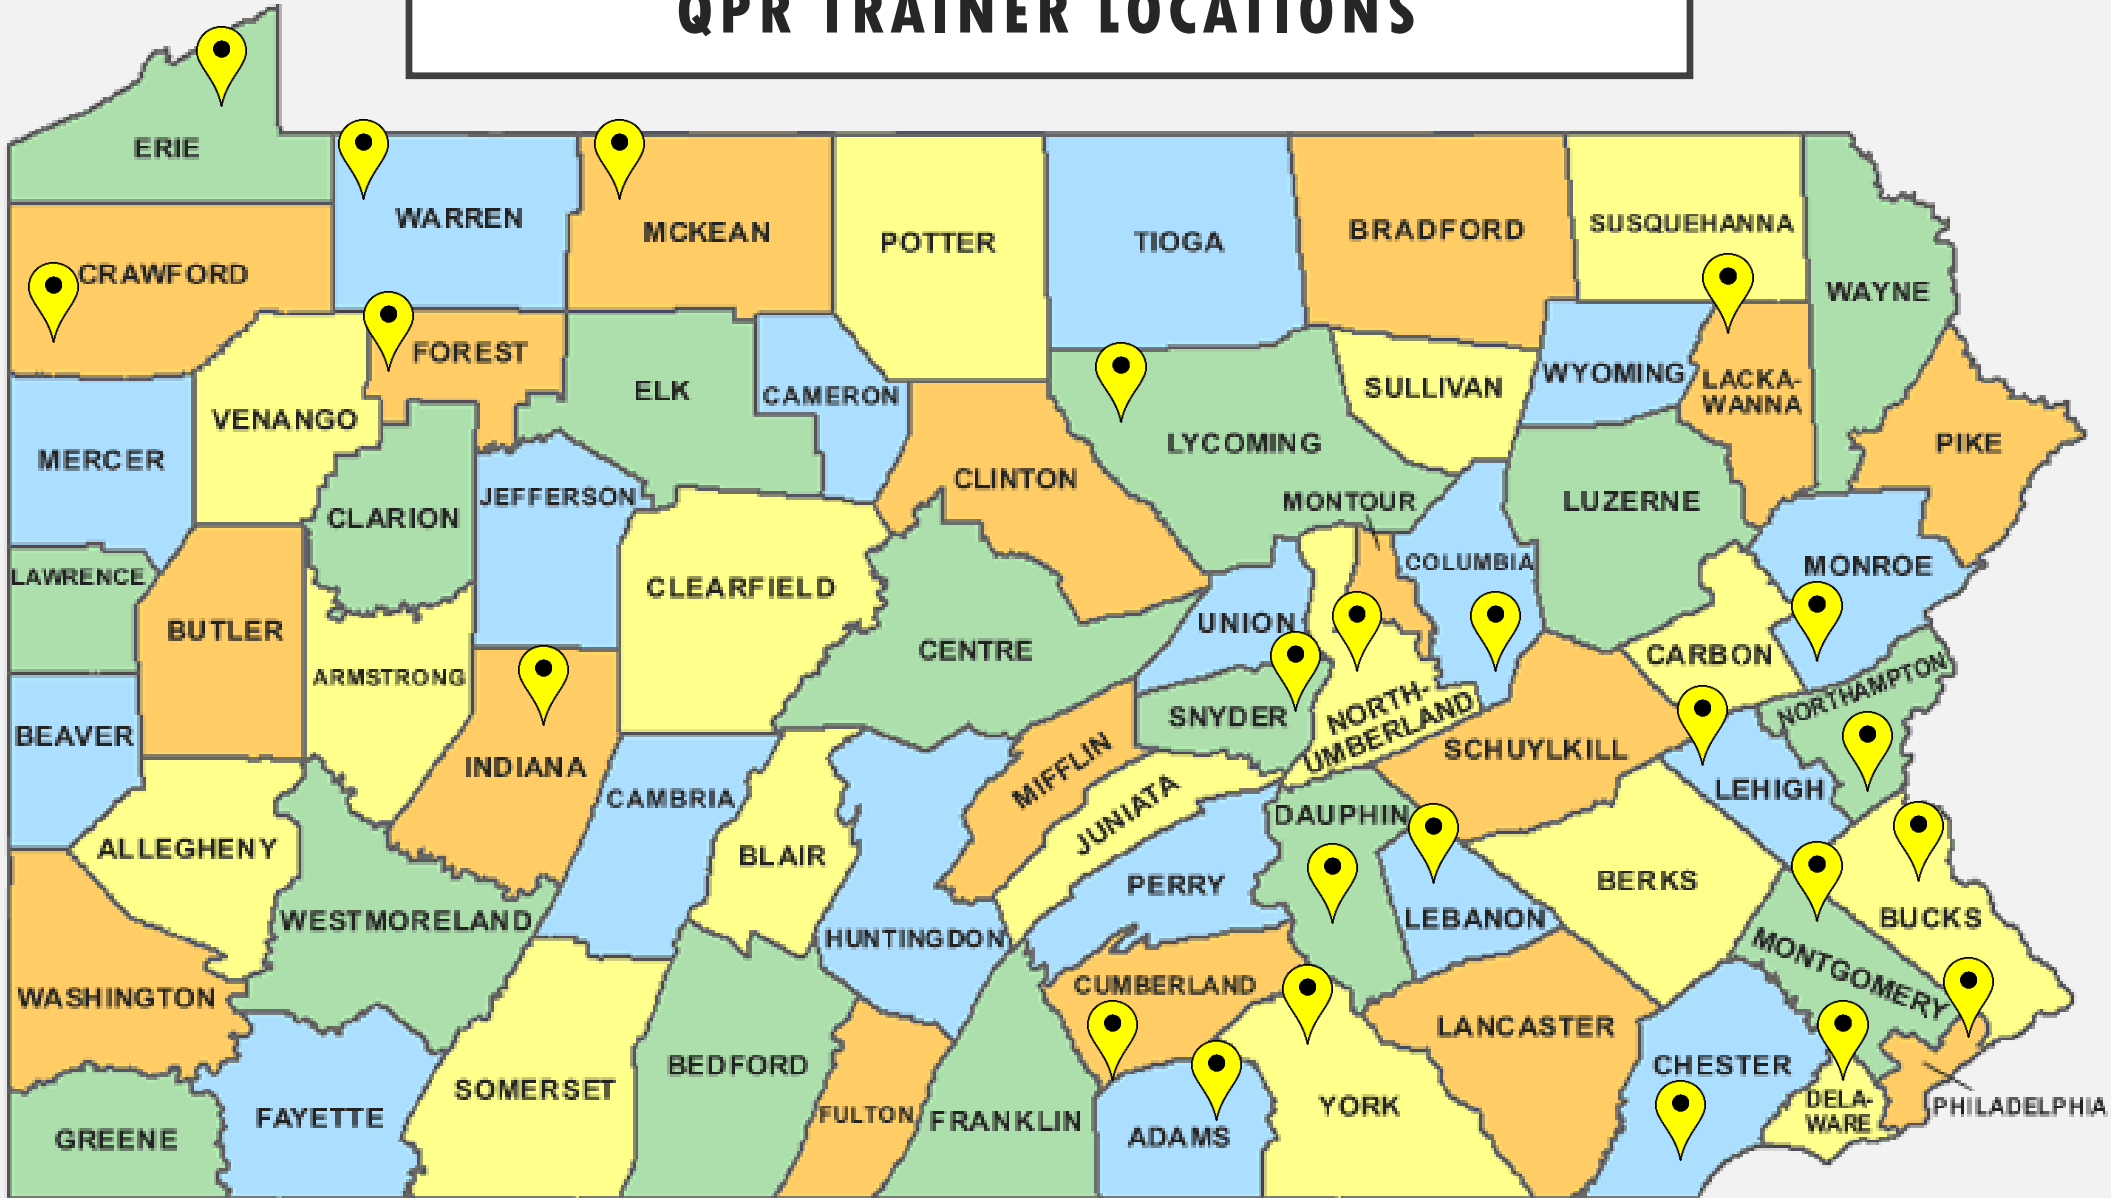 QPR TRAINER LOCATIONS
ERIE
WARREN
MCKEAN
POTTER
TIOGA
BRADFORD
SUSQUEHANNA
WAYNE
CRAWFORD
FOREST
ELK
CAMERON
SULLIVAN
WYOMING
LACKA-
WANNA
PIKE
MERCER
VENANGO
CLARION
JEFFERSON
CLINTON
LYCOMING
MONTOUR
COLUMBIA
LUZERNE
MONROE
LAWRENCE
BUTLER
ARMSTRONG
CLEARFIELD
CENTRE
UNION
CARBON
NORTHAMPTON
BEAVER
INDIANA
CAMBRIA
MIFFLIN
SNYDER
NORTH-
UMBERLAND
SCHUYLKILL
LEHIGH
ALLEGHENY
BLAIR
JUNIATA
DAUPHIN
PERRY
BERKS
WESTMORELAND
HUNTINGDON
LEBANON
BUCKS
MONTGOMERY
WASHINGTON
CUMBERLAND
LANCASTER
CHESTER
GREENE
FAYETTE
SOMERSET
BEDFORD
FULTON
FRANKLIN
ADAMS
YORK
DELA-
WARE
PHILADELPHIA